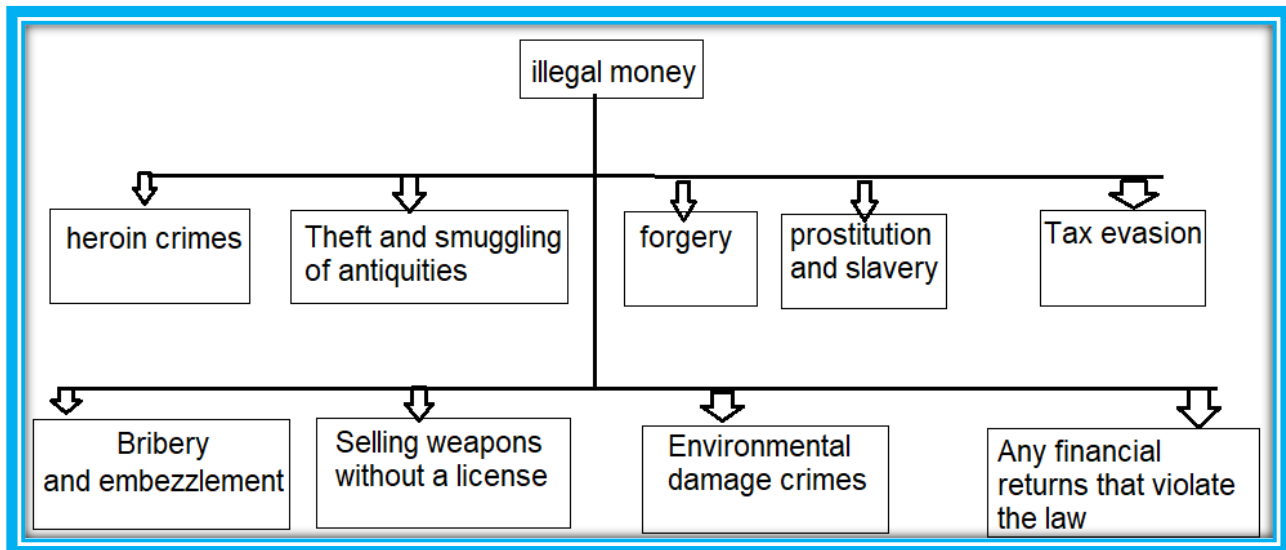 illegal money
heroin crimes
Theft and smuggling
of antiquities
forgery
prostitution
and slavery
Tax evasion
Bribery
and embezzlement
Selling weapons
without a license
Environmental
damage crimes
Any financial
returns that violate
the law